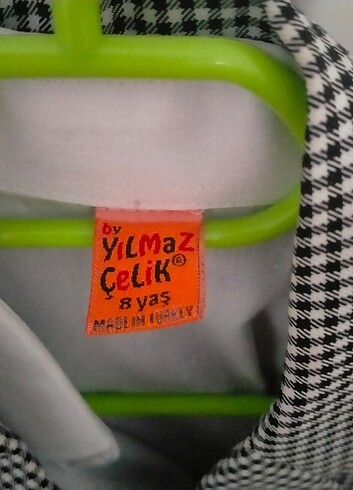 by
YıLMaZ
ÇeLiK®
8 yaş
MADE IN TURKEY